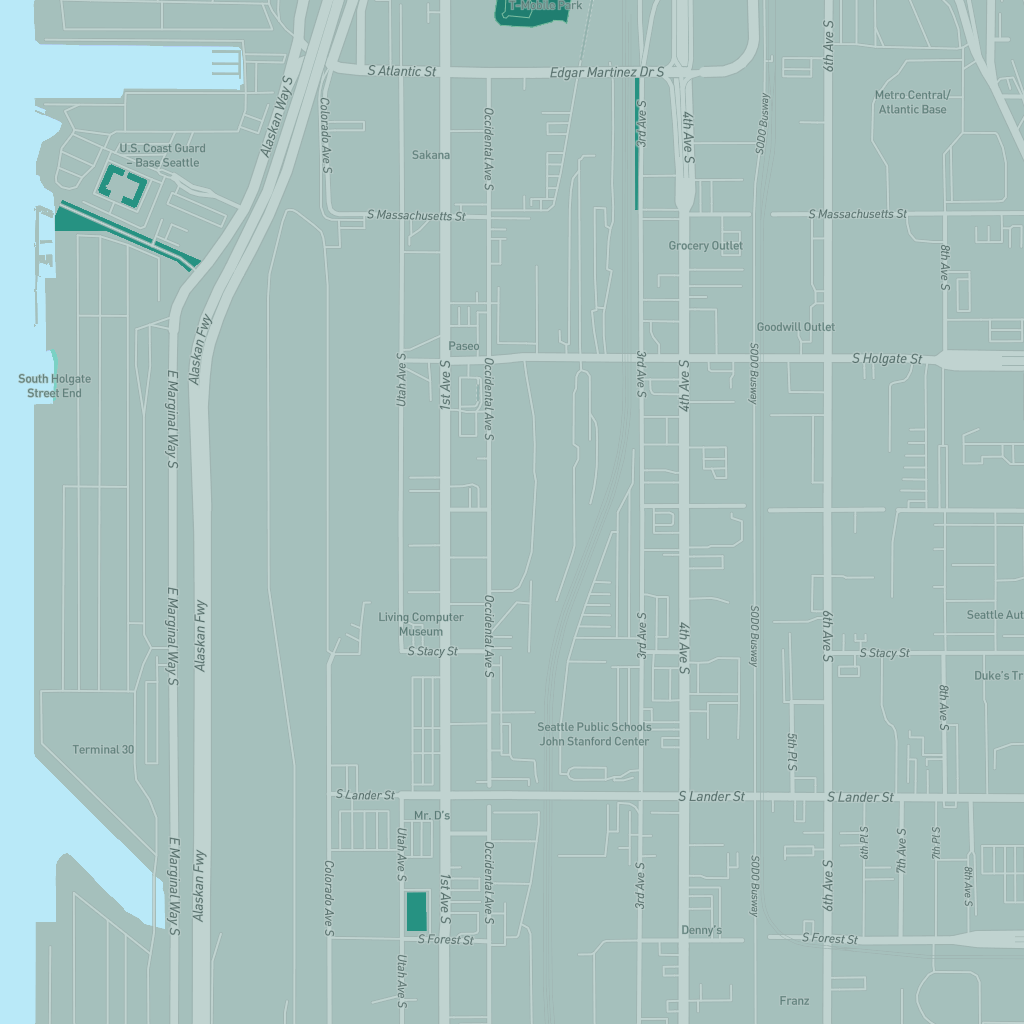 T-Mobile Park
6th Ave S
S Atlantic St
Edgar Martinez Dr S
Alaskan Way S
Colorado Ave S
Occidental Ave S
3rd Ave S
4th Ave S
SODO Busway
Metro Central/
Atlantic Base
U.S. Coast Guard
– Base Seattle
Sakana
S Massachusetts St
S Massachusetts St
Grocery Outlet
8th Ave S
Goodwill Outlet
Alaskan Fwy
Paseo
S Holgate St
South Holgate
Street End
E Marginal Way S
Utah Ave S
1st Ave S
Occidental Ave S
3rd Ave S
4th Ave S
SODO Busway
E Marginal Way S
Alaskan Fwy
Living Computer
Museum
S Stacy St
Occidental Ave S
3rd Ave S
4th Ave S
SODO Busway
6th Ave S
Seattle Aut
S Stacy St
Duke's Tr
8th Ave S
Seattle Public Schools
John Stanford Center
5th Pl S
Terminal 30
S Lander St
S Lander St
S Lander St
Mr. D's
E Marginal Way S
Alaskan Fwy
Colorado Ave S
Utah Ave S
1st Ave S
Occidental Ave S
3rd Ave S
SODO Busway
6th Ave S
6th Pl S
7th Ave S
7th Pl S
8th Ave S
Denny's
S Forest St
S Forest St
Utah Ave S
Franz